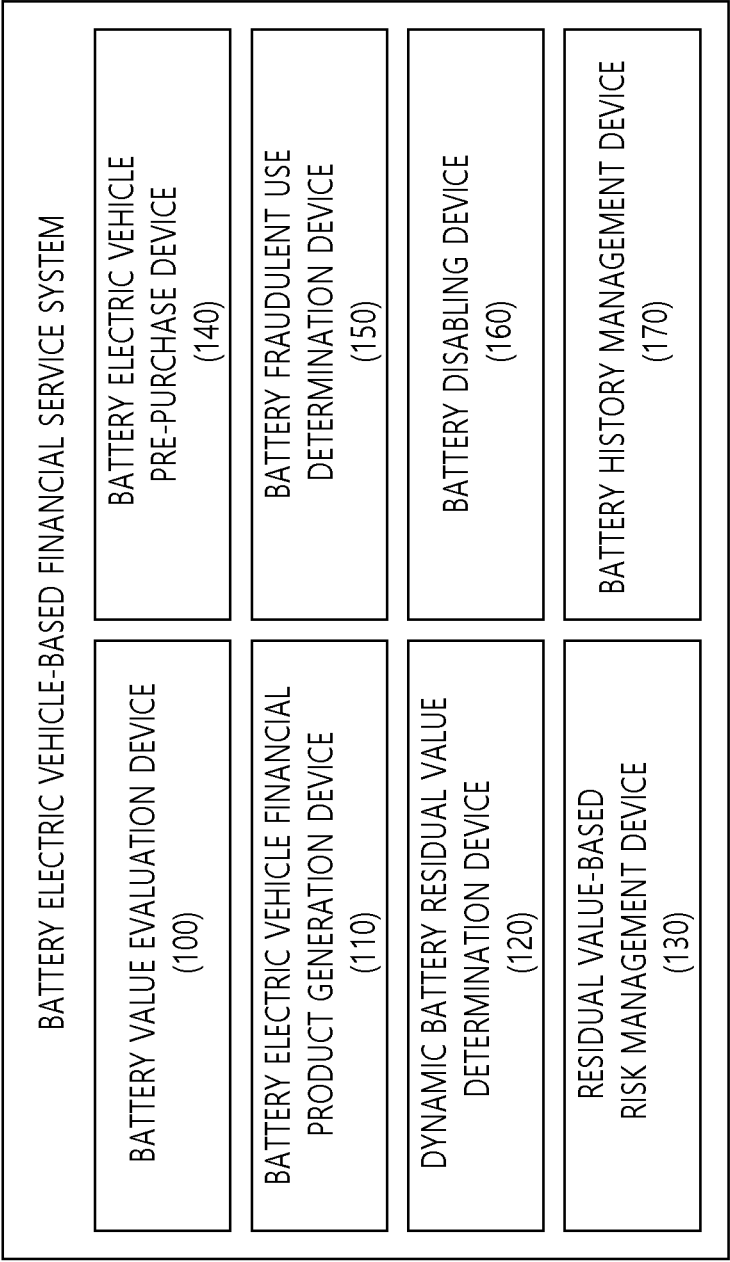 BATTERY ELECTRIC VEHICLE-BASED FINANCIAL SERVICE SYSTEM
BATTERY VALUE EVALUATION DEVICE
(100)
BATTERY ELECTRIC VEHICLE FINANCIAL
PRODUCT GENERATION DEVICE
(110)
DYNAMIC BATTERY RESIDUAL VALUE
DETERMINATION DEVICE
(120)
RESIDUAL VALUE-BASED
RISK MANAGEMENT DEVICE
(130)
BATTERY ELECTRIC VEHICLE
PRE-PURCHASE DEVICE
(140)
BATTERY FRAUDULENT USE
DETERMINATION DEVICE
(150)
BATTERY DISABLING DEVICE
(160)
BATTERY HISTORY MANAGEMENT DEVICE
(170)